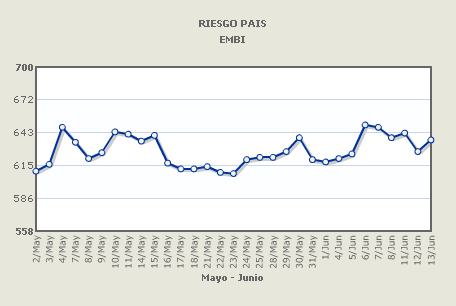 RIESGO PAIS
EMBI
700
672
643
615
586
558
2/May
3/May
4/May
7/May
8/May
9/May
10/May
11/May
14/May
15/May
16/May
17/May
18/May
21/May
22/May
23/May
24/May
25/May
28/May
29/May
30/May
31/May
1/Jun
4/Jun
5/Jun
6/Jun
7/Jun
8/Jun
11/Jun
12/Jun
13/Jun
Mayo - Junio